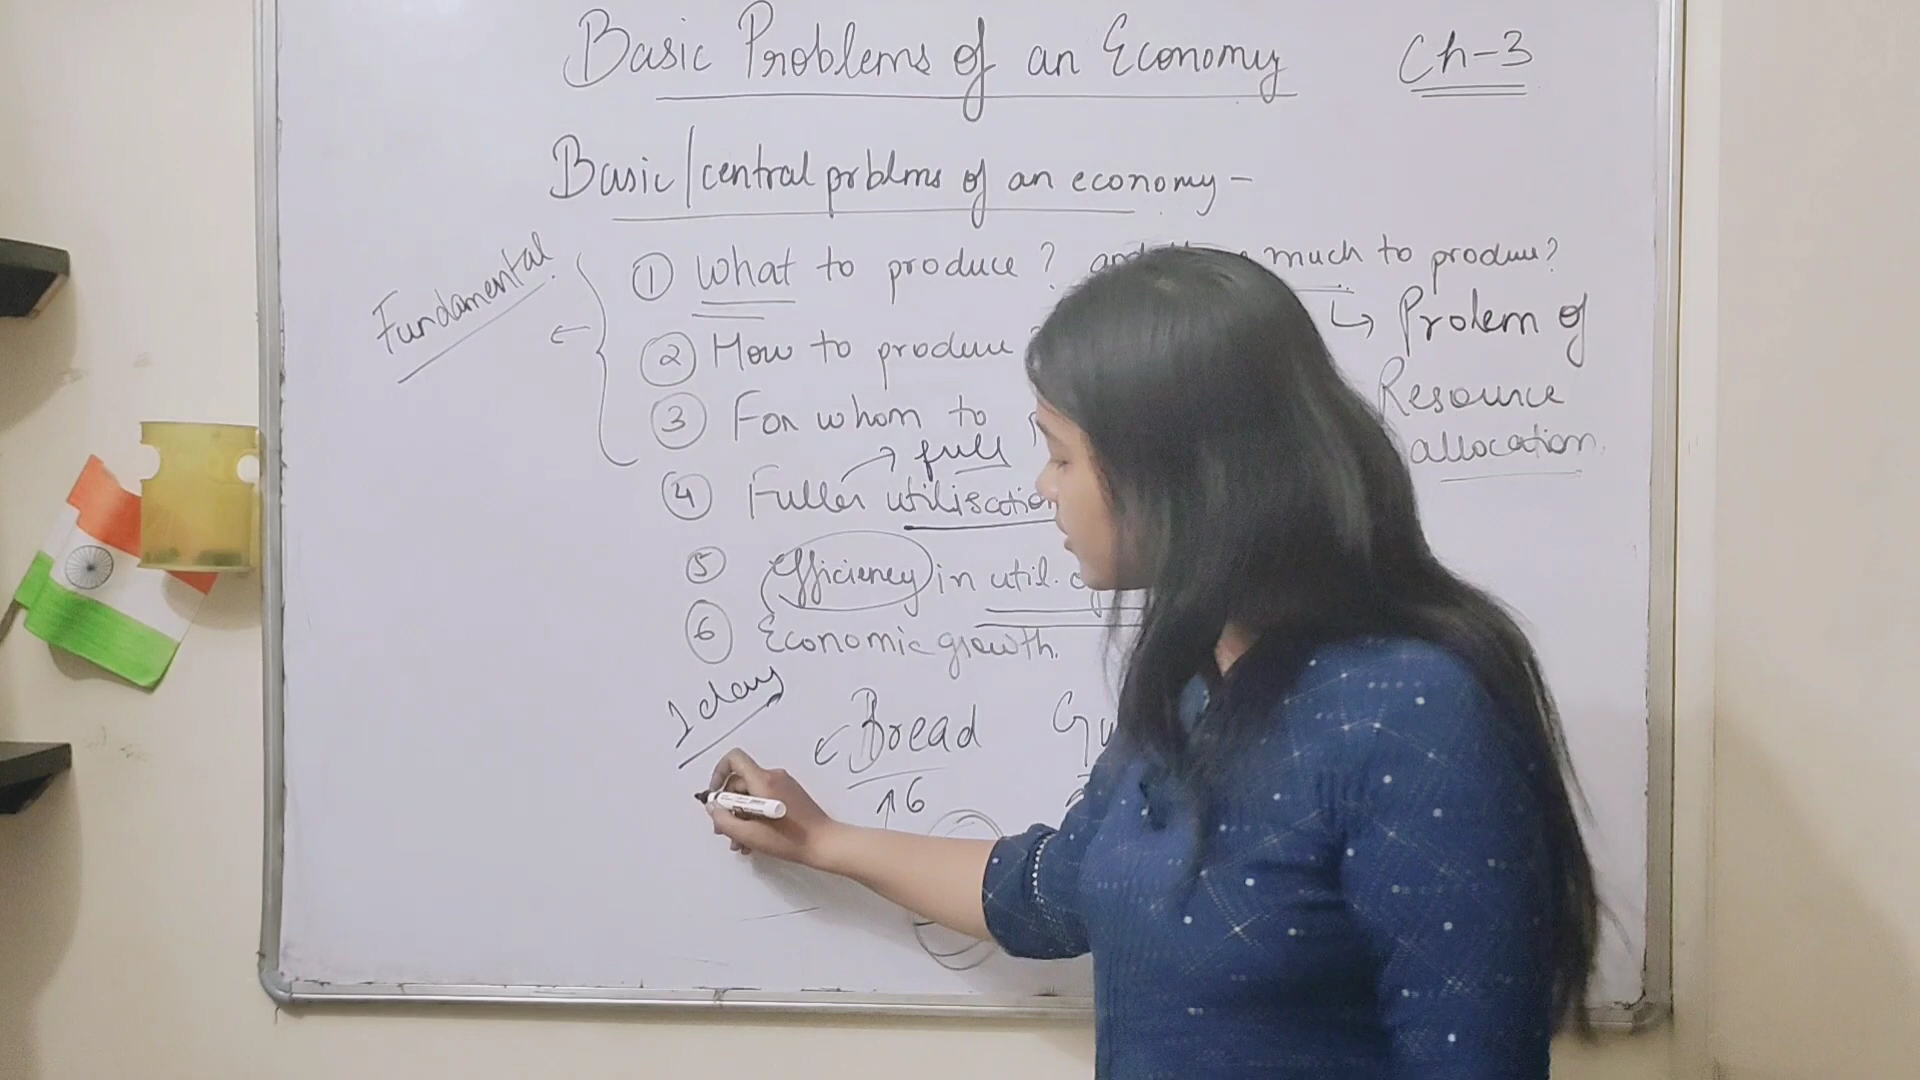 Basic Problems of an Economy Ch-3
Basic/central prblms of an economy -
Fundamental
① What to produce? and much to produce?
↳ Prolem of
Resource
allocation.
② How to produce
③ For whom to
→ full
④ Fuller utilisation
⑤ Efficiency in util.
⑥ Economic growth.
1 day
Bread
6